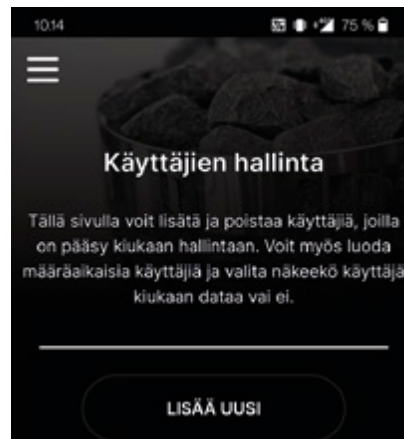 10.14 75 %
Käyttäjien hallinta
Tällä sivulla voit lisätä ja poistaa käyttäjiä, joilla
on pääsy kiukaan hallintaan. Voit myös luoda
määräaikaisia käyttäjiä ja valita näkeekö käyttäjä
kiukaan dataa vai ei.
LISÄÄ UUSI